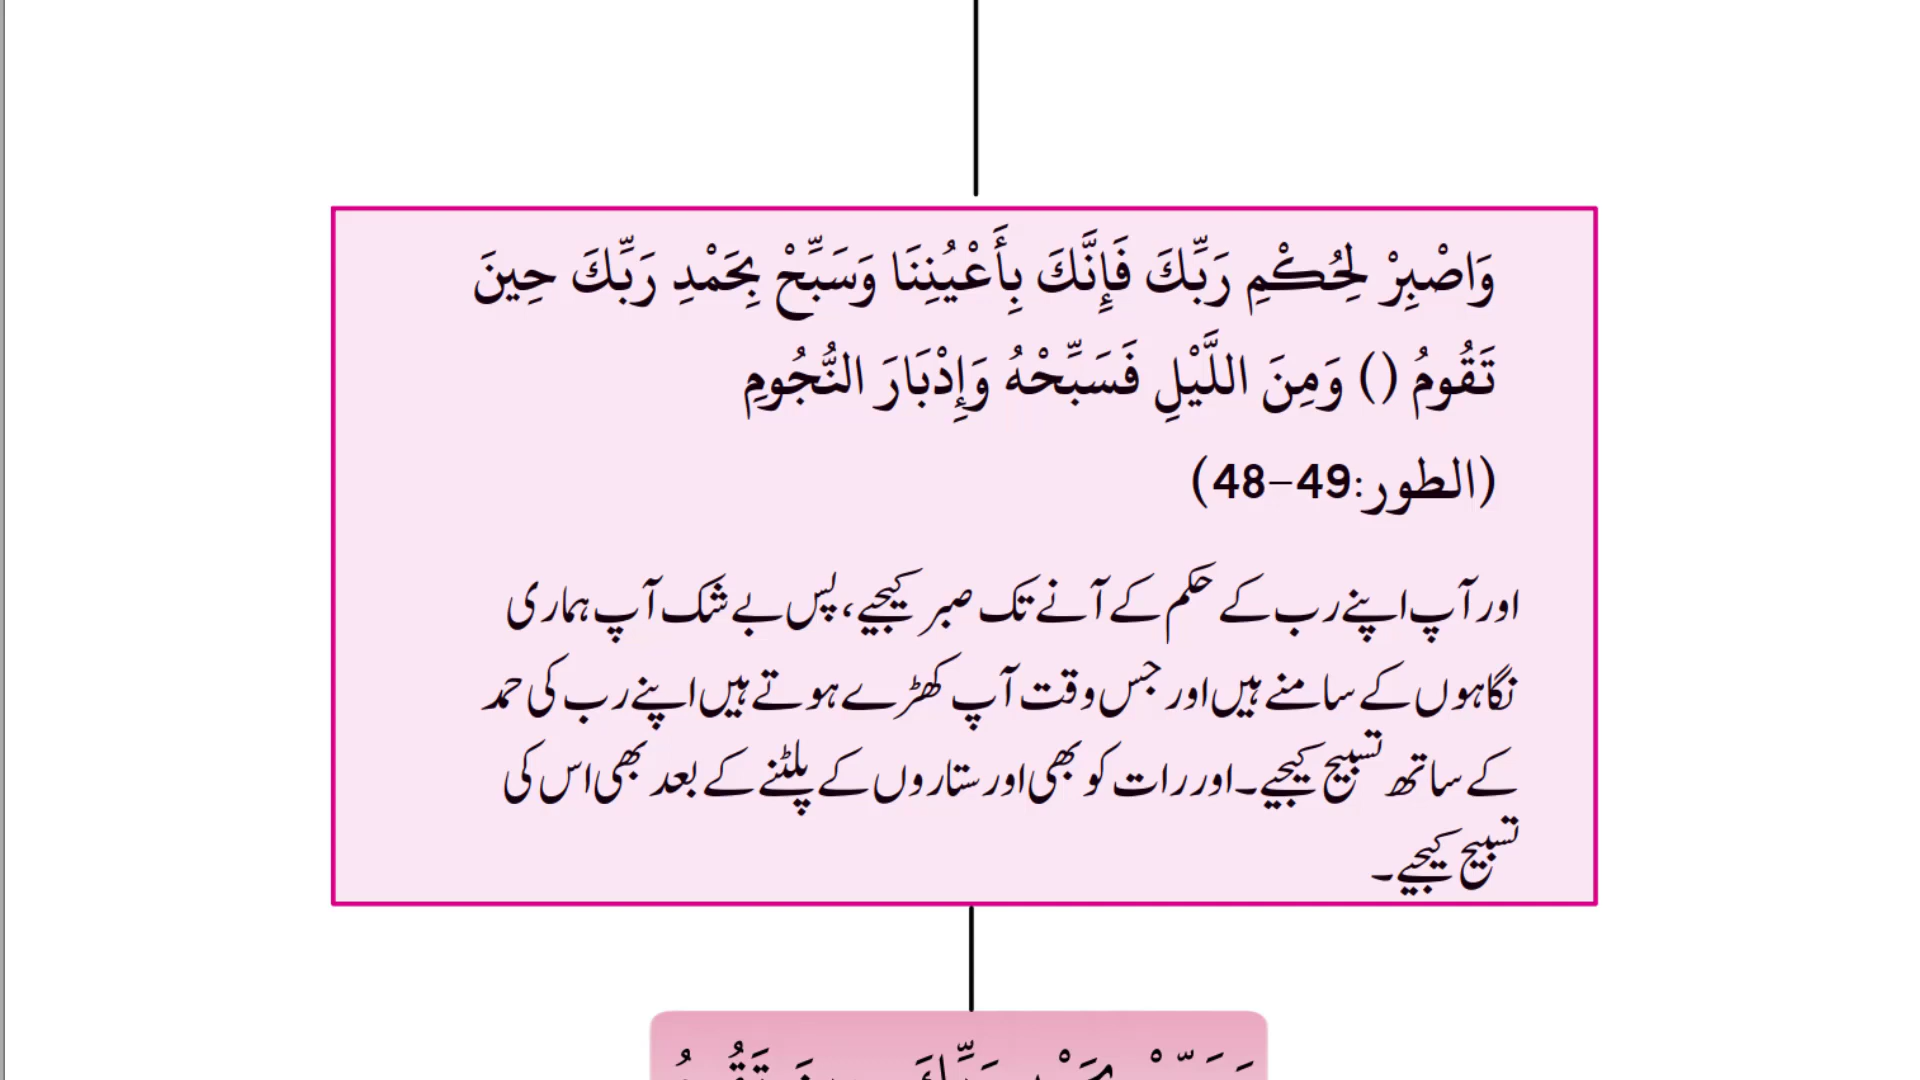 وَاصْبِرْ لِحُكْمِ رَبِّكَ فَإِنَّكَ بِأَعْيُنِنَا وَسَبِّحْ بِحَمْدِ رَبِّكَ حِينَ
تَقُومُ () وَمِنَ اللَّيْلِ فَسَبِّحْهُ وَإِدْبَارَ النُّجُومِ
(الطور:49-48)
اور آپ اپنے رب کے حکم کے آنے تک صبر کیجیے، پس بے شک آپ ہماری
نگاہوں کے سامنے ہیں اور جس وقت آپ کھڑے ہوتے ہیں اپنے رب کی حمد
کے ساتھ تسبیح کیجیے۔ اور رات کو بھی اور ستاروں کے پلٹنے کے بعد بھی اس کی
تسبیح کیجیے۔